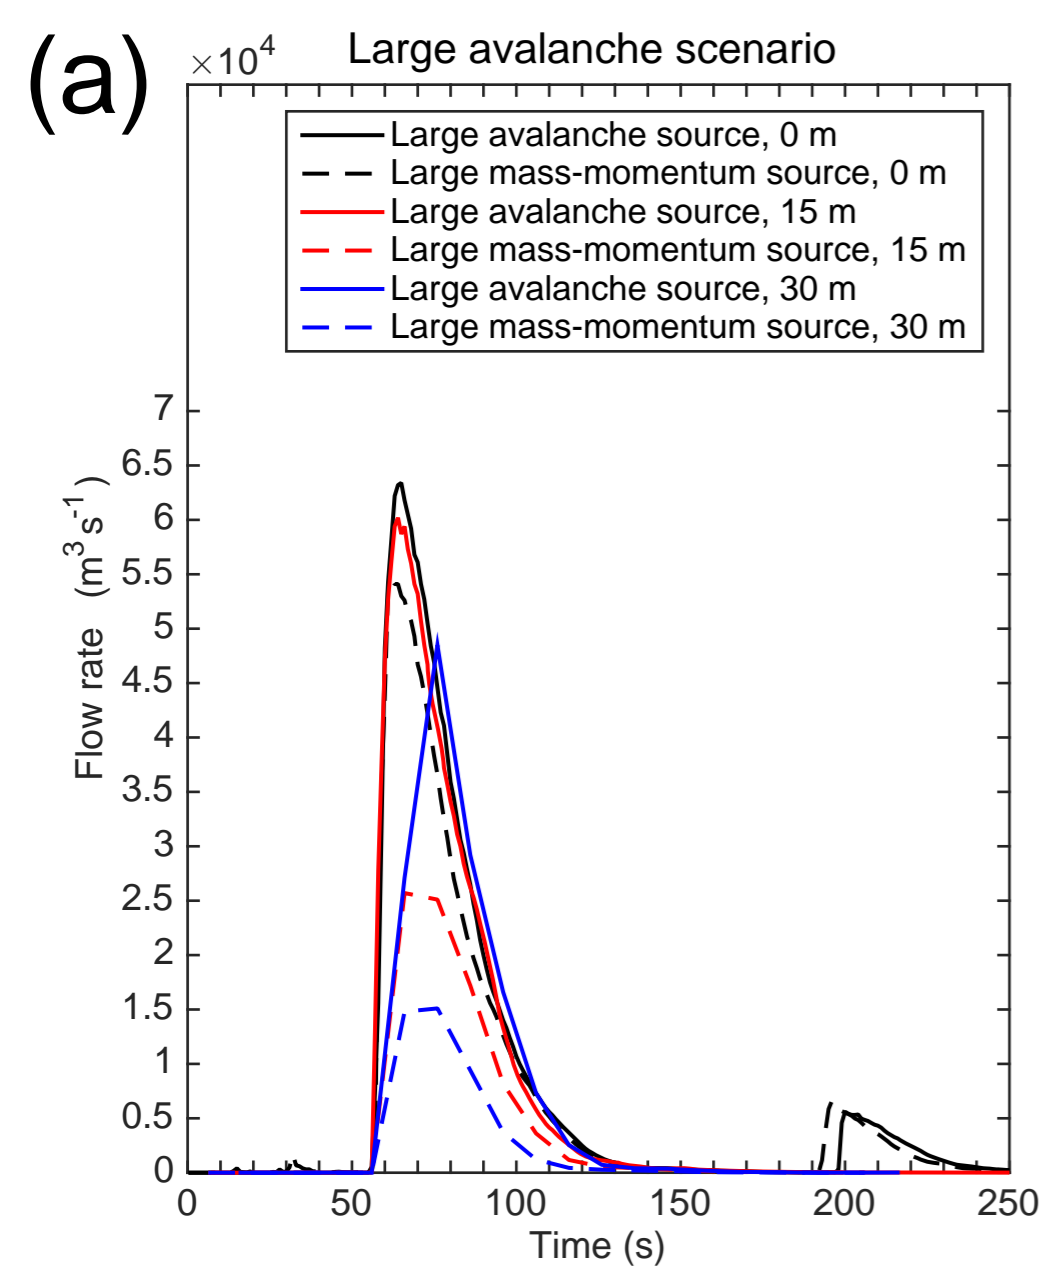 (a)
×10⁴
Large avalanche scenario
Large avalanche source, 0 m
Large mass-momentum source, 0 m
Large avalanche source, 15 m
Large mass-momentum source, 15 m
Large avalanche source, 30 m
Large mass-momentum source, 30 m
7
6.5
6
5.5
5
4.5
4
3.5
3
2.5
2
1.5
1
0.5
0
Flow rate (m³ s⁻¹)
0 50 100 150 200 250
Time (s)